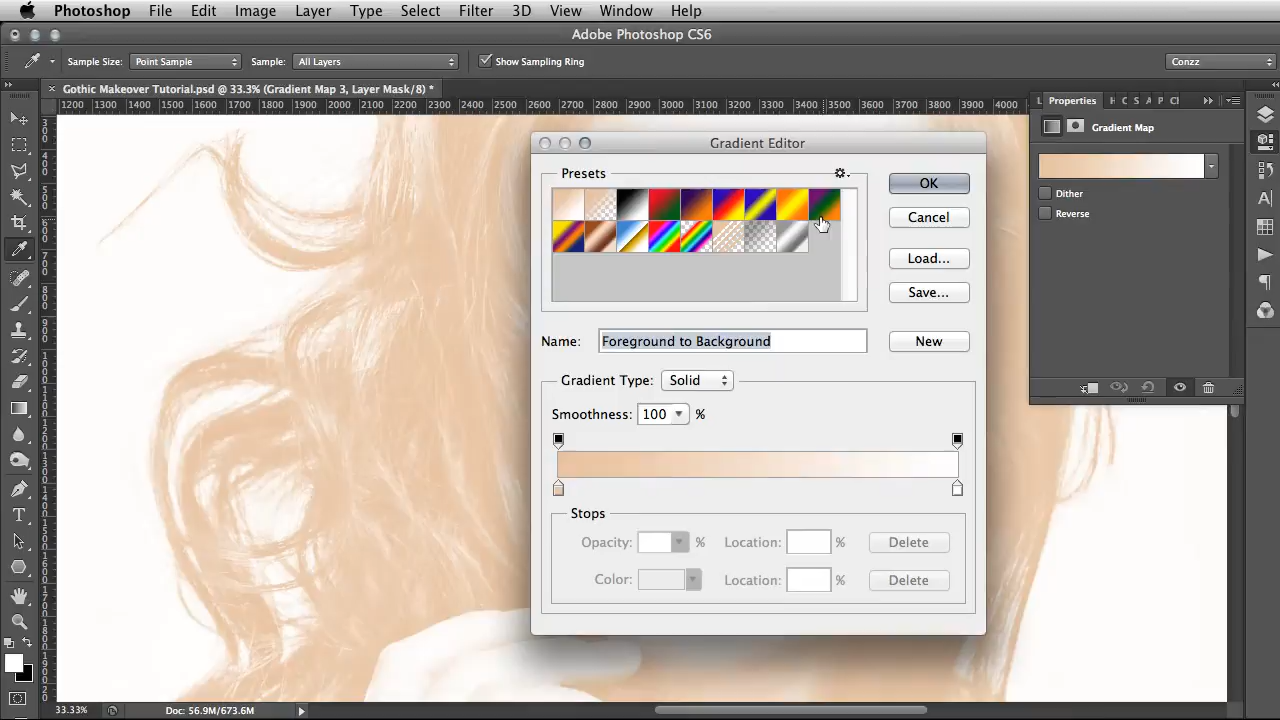 Photoshop File Edit Image Layer Type Select Filter 3D View Window Help
Adobe Photoshop CS6
Sample Size: Point Sample Sample: All Layers Show Sampling Ring Conzz
Gothic Makeover Tutorial.psd @ 33.3% (Gradient Map 3, Layer Mask/8) *
1200 1300 1400 1500 1600 1700 1800 1900 2000 2100 2200 2300 2400 2500 2600 2700 2800 2900 3000 3100 3200 3300 3400 3500 3600 3700 3800 3900 4000
Properties
Gradient Map
Dither
Reverse
Gradient Editor
Presets
OK
Cancel
Load...
Save...
Name: Foreground to Background New
Gradient Type: Solid
Smoothness: 100 %
Stops
Opacity: % Location: % Delete
Color: Location: % Delete
33.33% Doc: 56.9M/673.6M